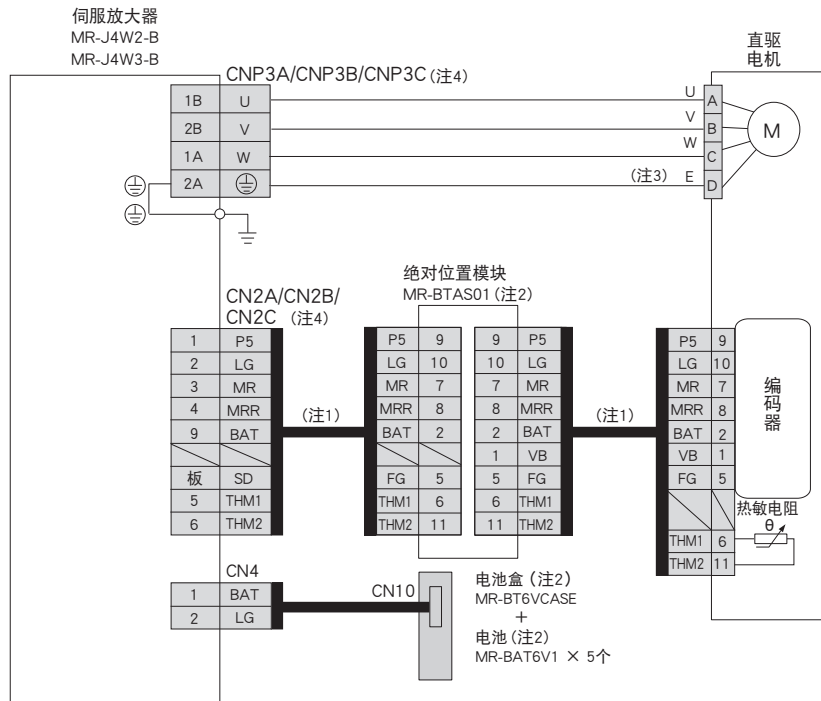 伺服放大器
MR-J4W2-B
MR-J4W3-B
直驱
电机
CNP3A/CNP3B/CNP3C (注4)
1B U
2B V
1A W
2A
U A
V B
W C
(注3) E D
M
绝对位置模块
MR-BTAS01 (注2)
CN2A/CN2B/
CN2C (注4)
1 P5
2 LG
3 MR
4 MRR
9 BAT
板 SD
5 THM1
6 THM2
(注1)
P5 9
LG 10
MR 7
MRR 8
BAT 2
FG 5
THM1 6
THM2 11
9 P5
10 LG
7 MR
8 MRR
2 BAT
1 VB
5 FG
6 THM1
11 THM2
(注1)
P5 9
LG 10
MR 7
MRR 8
BAT 2
VB 1
FG 5
THM1 6
THM2 11
编码器
热敏电阻
θ
CN4
1 BAT
2 LG
CN10
电池盒 (注2)
MR-BT6VCASE
+
电池 (注2)
MR-BAT6V1 × 5个